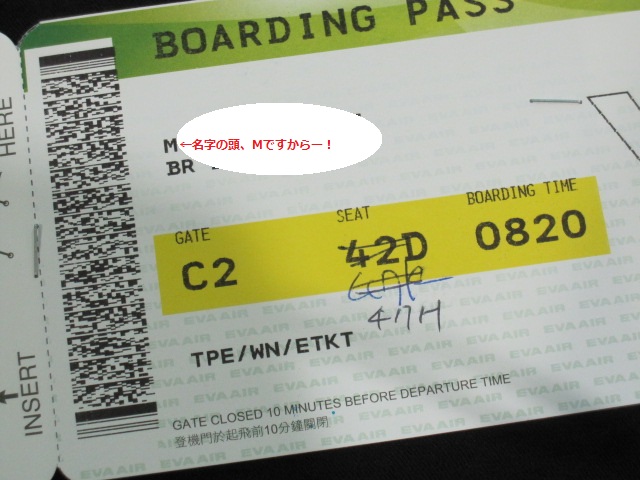 BOARDING PASS
HERE
M
←名字の頭、Mですからー！
BR
GATE SEAT BOARDING TIME
C2 42D 0820
47H
TPE/WN/ETKT
INSERT
GATE CLOSED 10 MINUTES BEFORE DEPARTURE TIME
登機門於起飛前10分鐘關閉
EVA AIR